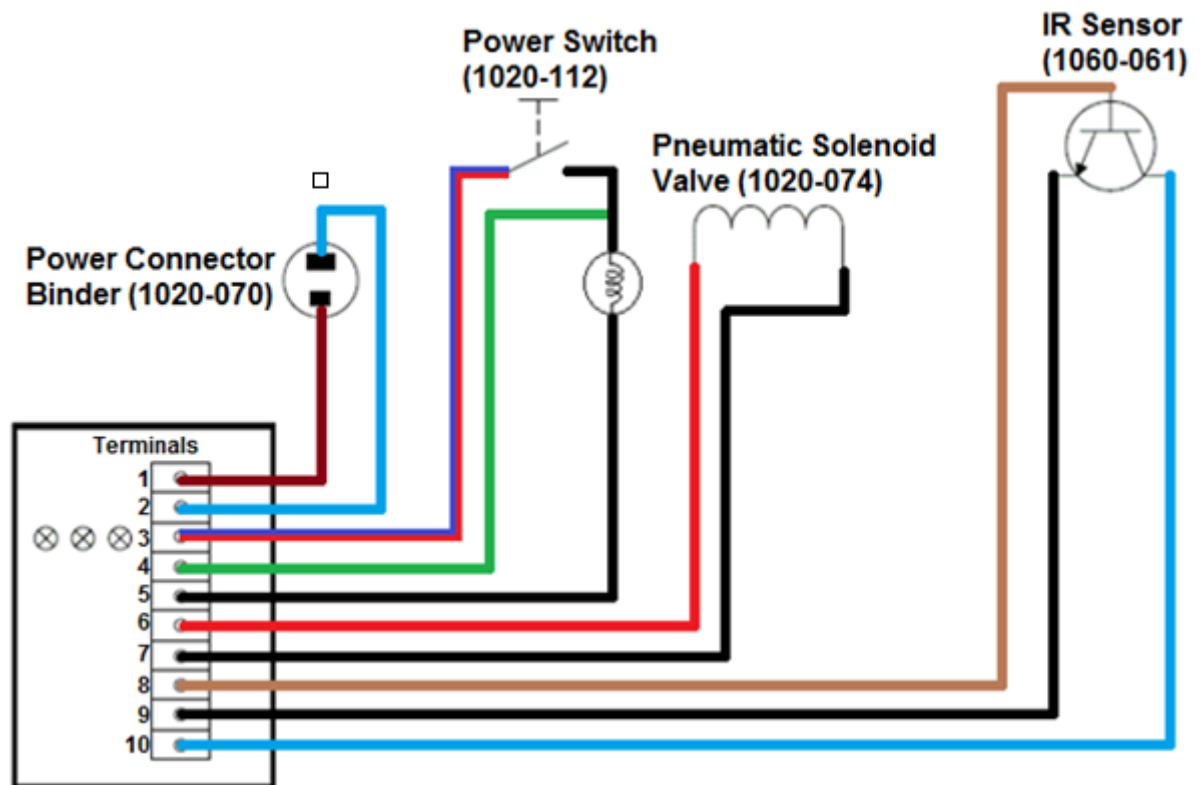 IR Sensor
(1060-061)
Power Switch
(1020-112)
Pneumatic Solenoid
Valve (1020-074)
Power Connector
Binder (1020-070)
Terminals
1
2
3
4
5
6
7
8
9
10